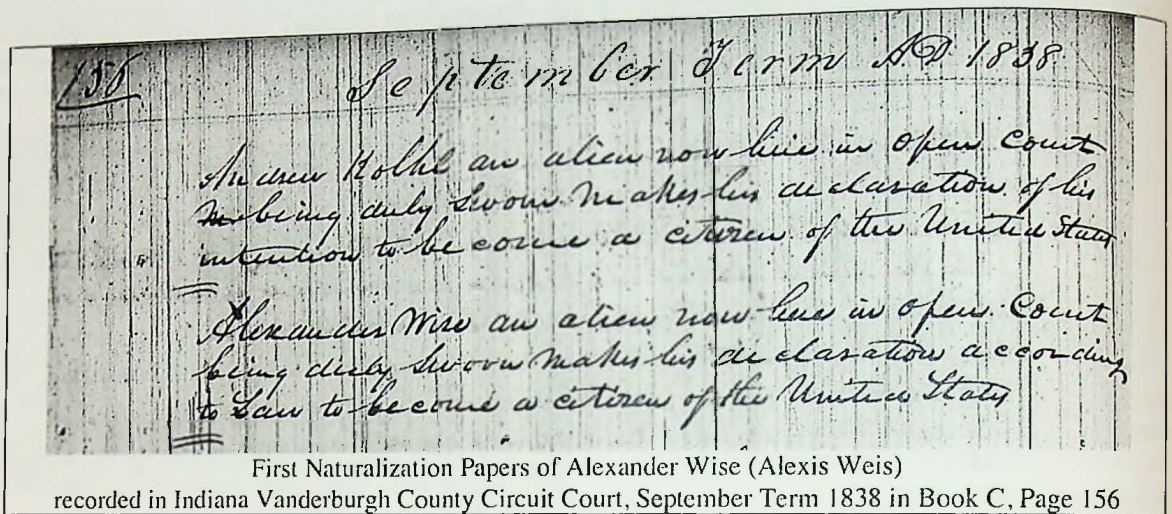 156
September Term AD 1838
Andrew Kolhl an alien now here in open Court
being duly Sworn Makes his declaration of his
intention to become a citizen of the United States
Alexander Wise an alien now here in open Court
being duly Sworn Makes his declaration according
to Law to become a citizen of the United States
First Naturalization Papers of Alexander Wise (Alexis Weis)
recorded in Indiana Vanderburgh County Circuit Court, September Term 1838 in Book C, Page 156